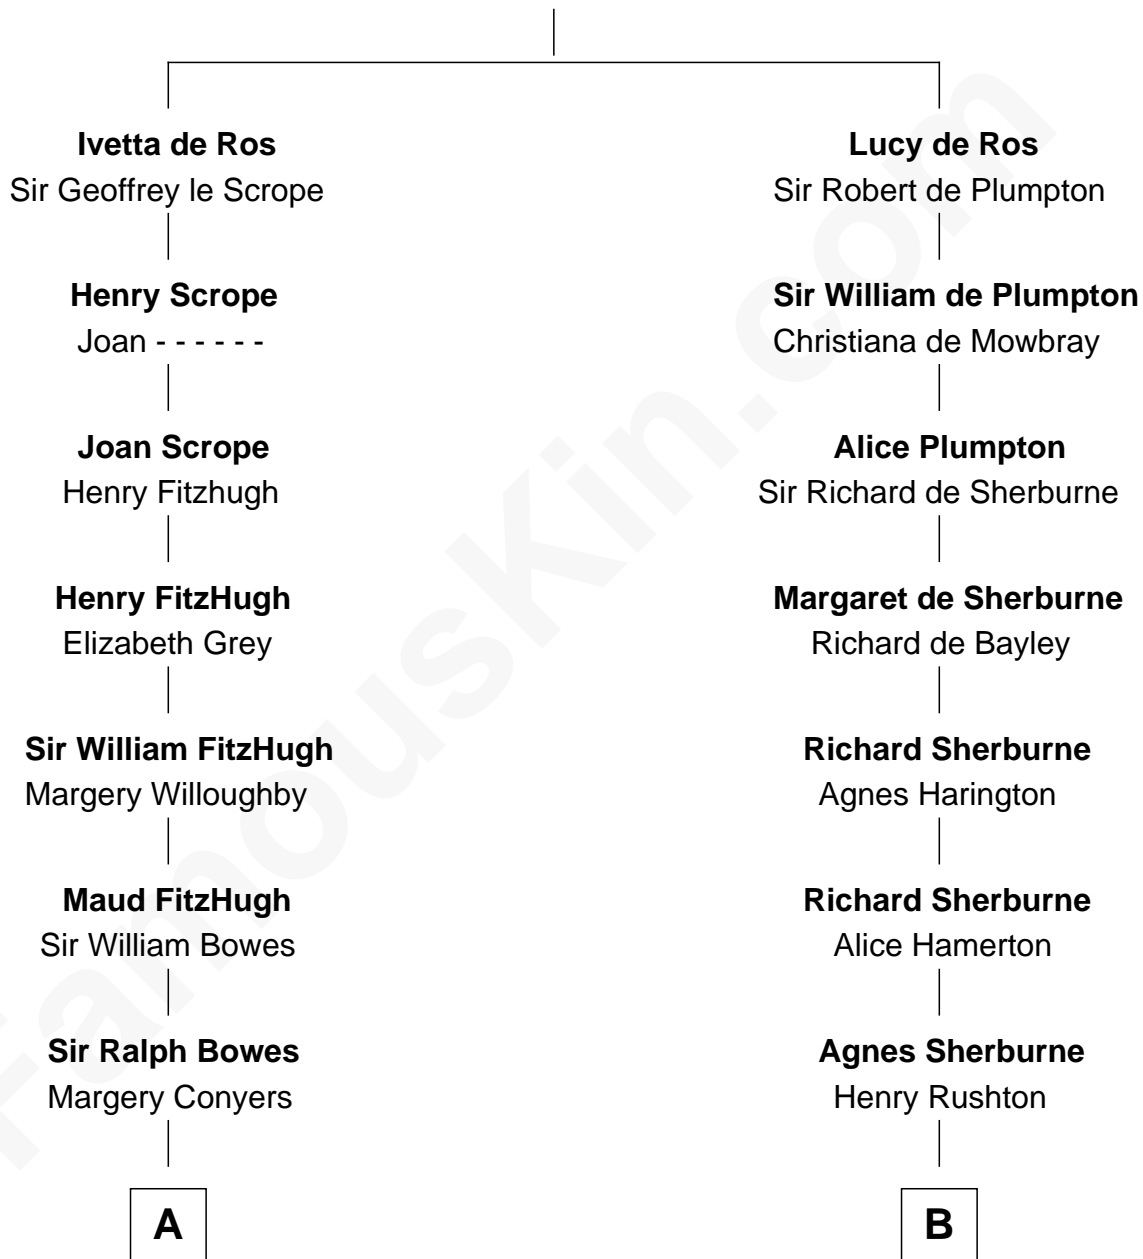 Ivetta de Ros
Sir Geoffrey le Scrope
Henry Scrope
Joan - - - - - -
Joan Scrope
Henry Fitzhugh
Henry FitzHugh
Elizabeth Grey
Sir William FitzHugh
Margery Willoughby
Maud FitzHugh
Sir William Bowes
Sir Ralph Bowes
Margery Conyers
A
Lucy de Ros
Sir Robert de Plumpton
Sir William de Plumpton
Christiana de Mowbray
Alice Plumpton
Sir Richard de Sherburne
Margaret de Sherburne
Richard de Bayley
Richard Sherburne
Agnes Harington
Richard Sherburne
Alice Hamerton
Agnes Sherburne
Henry Rushton
B
FamousKin.com